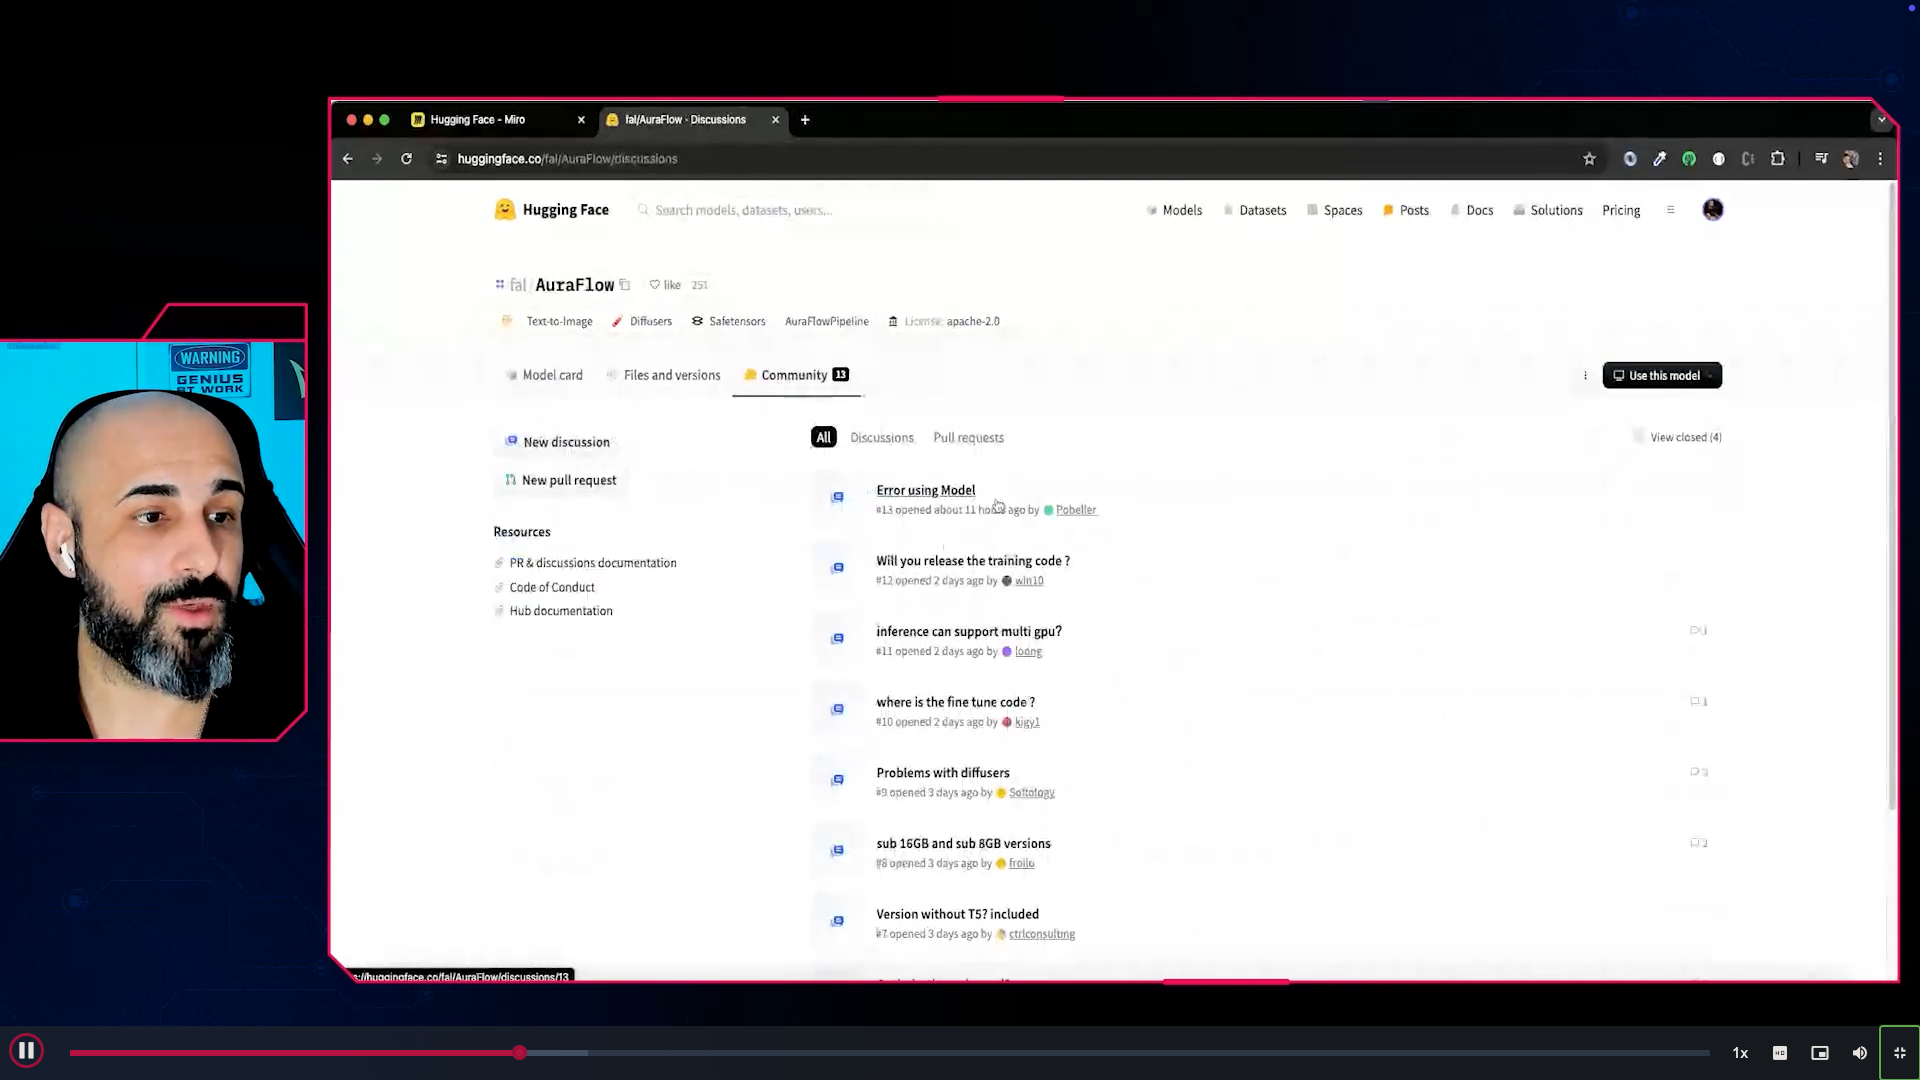 Hugging Face - Miro
fal/AuraFlow - Discussions
huggingface.co/fal/AuraFlow/discussions
Hugging Face
Search models, datasets, users...
Models
Datasets
Spaces
Posts
Docs
Solutions
Pricing
fal/AuraFlow
like 251
Text-to-Image
Diffusers
Safetensors
AuraFlowPipeline
License: apache-2.0
Model card
Files and versions
Community 13
Use this model
New discussion
New pull request
Resources
PR & discussions documentation
Code of Conduct
Hub documentation
All
Discussions
Pull requests
View closed (4)
Error using Model
#13 opened about 11 hours ago by Pobeller
Will you release the training code ?
#12 opened 2 days ago by win10
inference can support multi gpu?
1
#11 opened 2 days ago by loong
where is the fine tune code ?
1
#10 opened 2 days ago by kigy1
Problems with diffusers
3
#9 opened 3 days ago by Softology
sub 16GB and sub 8GB versions
2
#8 opened 3 days ago by froilo
Version without T5? included
#7 opened 3 days ago by ctrlconsulting
s://huggingface.co/fal/AuraFlow/discussions/13
WARNING
GENIUS
AT WORK
1x
HD